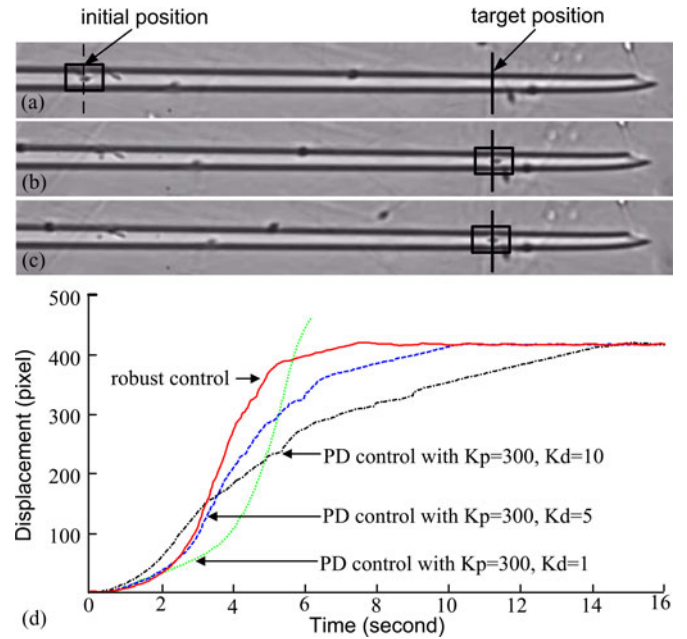 initial position
target position
(a)
(b)
(c)
500
400
300
200
100
Displacement (pixel)
robust control
PD control with Kp=300, Kd=10
PD control with Kp=300, Kd=5
PD control with Kp=300, Kd=1
0 2 4 6 8 10 12 14 16
(d)
Time (second)